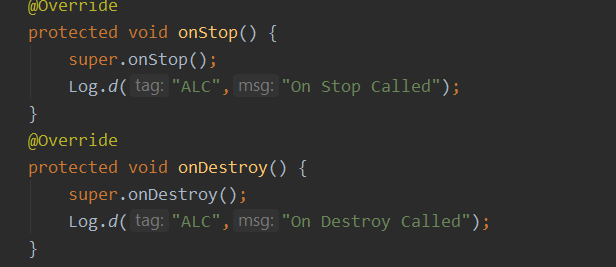 @Override
protected void onStop() {
super.onStop();
Log.d( tag: "ALC", msg: "On Stop Called");
}
@Override
protected void onDestroy() {
super.onDestroy();
Log.d( tag: "ALC", msg: "On Destroy Called");
}